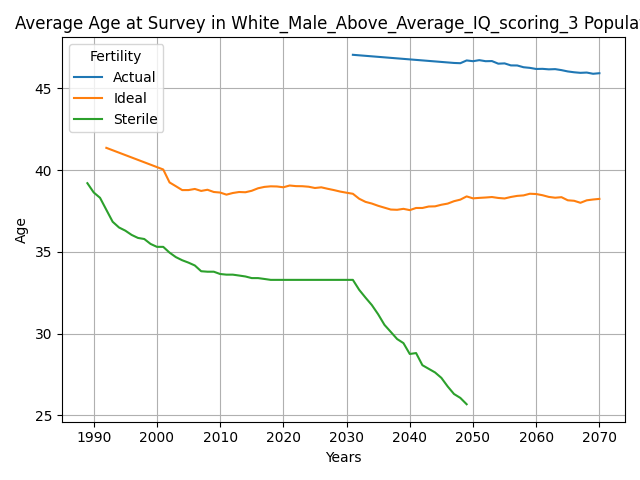 Average Age at Survey in White_Male_Above_Average_IQ_scoring_3 Popula
Fertility
Actual
Ideal
Sterile
Age
45
40
35
30
25
1990 2000 2010 2020 2030 2040 2050 2060 2070
Years